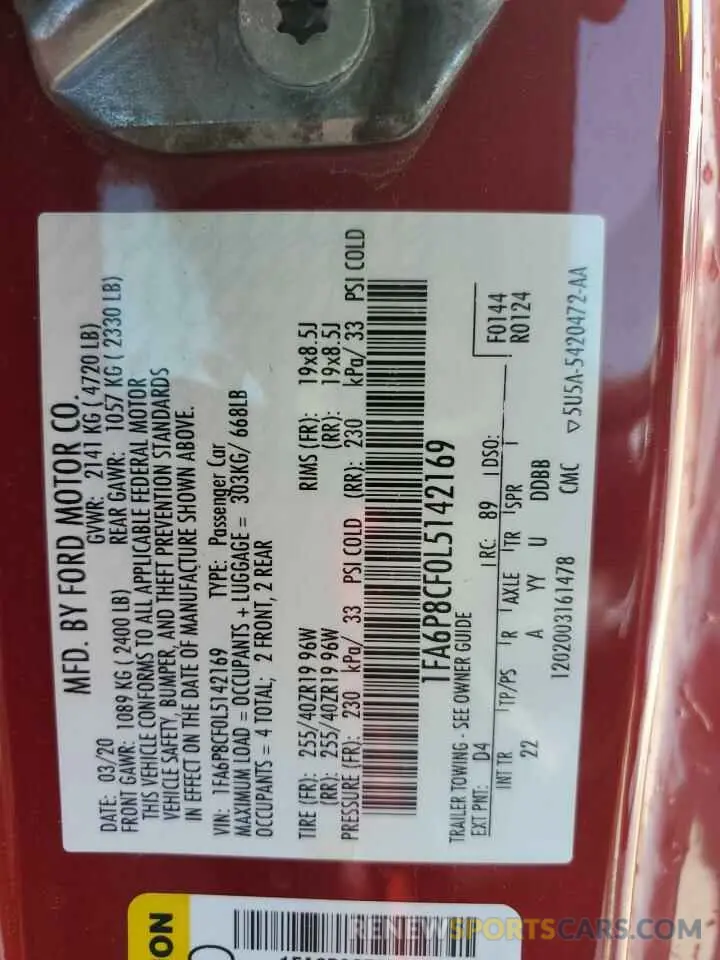 MFD. BY FORD MOTOR CO.
DATE: 03/20 GVWR: 2141 KG ( 4720 LB)
FRONT GAWR: 1089 KG ( 2400 LB) REAR GAWR: 1057 KG ( 2330 LB)
THIS VEHICLE CONFORMS TO ALL APPLICABLE FEDERAL MOTOR
VEHICLE SAFETY, BUMPER, AND THEFT PREVENTION STANDARDS
IN EFFECT ON THE DATE OF MANUFACTURE SHOWN ABOVE.
VIN: 1FA6P8CF0L5142169 TYPE: Passenger Car
MAXIMUM LOAD = OCCUPANTS + LUGGAGE = 303KG/ 668LB
OCCUPANTS = 4 TOTAL; 2 FRONT, 2 REAR
TIRE (FR): 255/40ZR19 96W RIMS (FR): 19x8.5J
(RR): 255/40ZR19 96W (RR): 19x8.5J
PRESSURE (FR): 230 kPa/ 33 PSI COLD (RR): 230 kPa/ 33 PSI COLD
1FA6P8CF0L5142169
TRAILER TOWING - SEE OWNER GUIDE
EXT PNT: D4 RC: 89 DSO: F0144
R0124
INT TR TP/PS R AXLE TR SPR
22 A YY U DDBB
1202003161478 CMC ▽5U5A-5420472-AA
ON
RENEWSPORTSCARS.COM